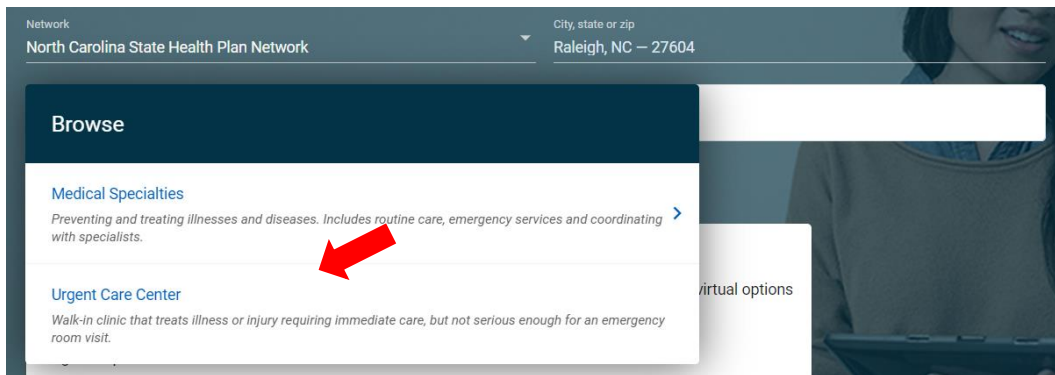 Network
North Carolina State Health Plan Network
City, state or zip
Raleigh, NC — 27604
Browse
Medical Specialties
Preventing and treating illnesses and diseases. Includes routine care, emergency services and coordinating
with specialists.
Urgent Care Center
Walk-in clinic that treats illness or injury requiring immediate care, but not serious enough for an emergency
room visit.
virtual options